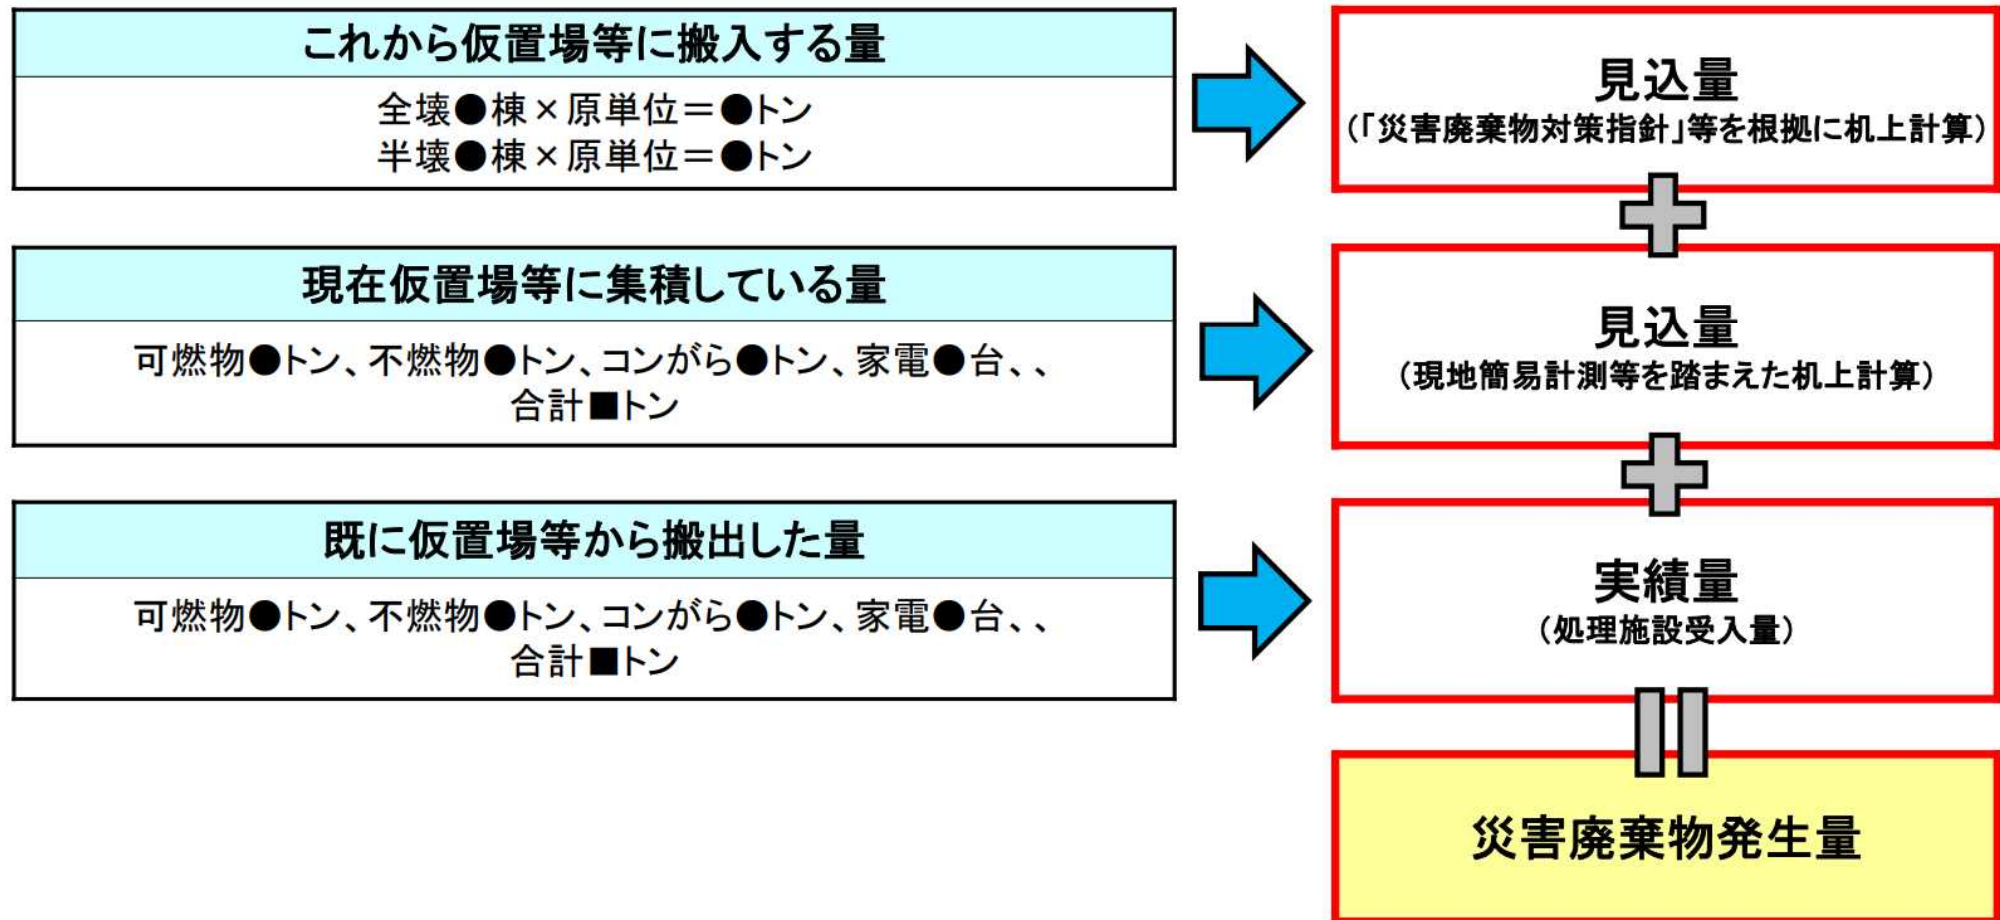 これから仮置場等に搬入する量
全壊●棟×原単位＝●トン
半壊●棟×原単位＝●トン
見込量
（「災害廃棄物対策指針」等を根拠に机上計算）
現在仮置場等に集積している量
可燃物●トン、不燃物●トン、コンがら●トン、家電●台、、
合計■トン
見込量
（現地簡易計測等を踏まえた机上計算）
既に仮置場等から搬出した量
可燃物●トン、不燃物●トン、コンがら●トン、家電●台、、
合計■トン
実績量
（処理施設受入量）
災害廃棄物発生量